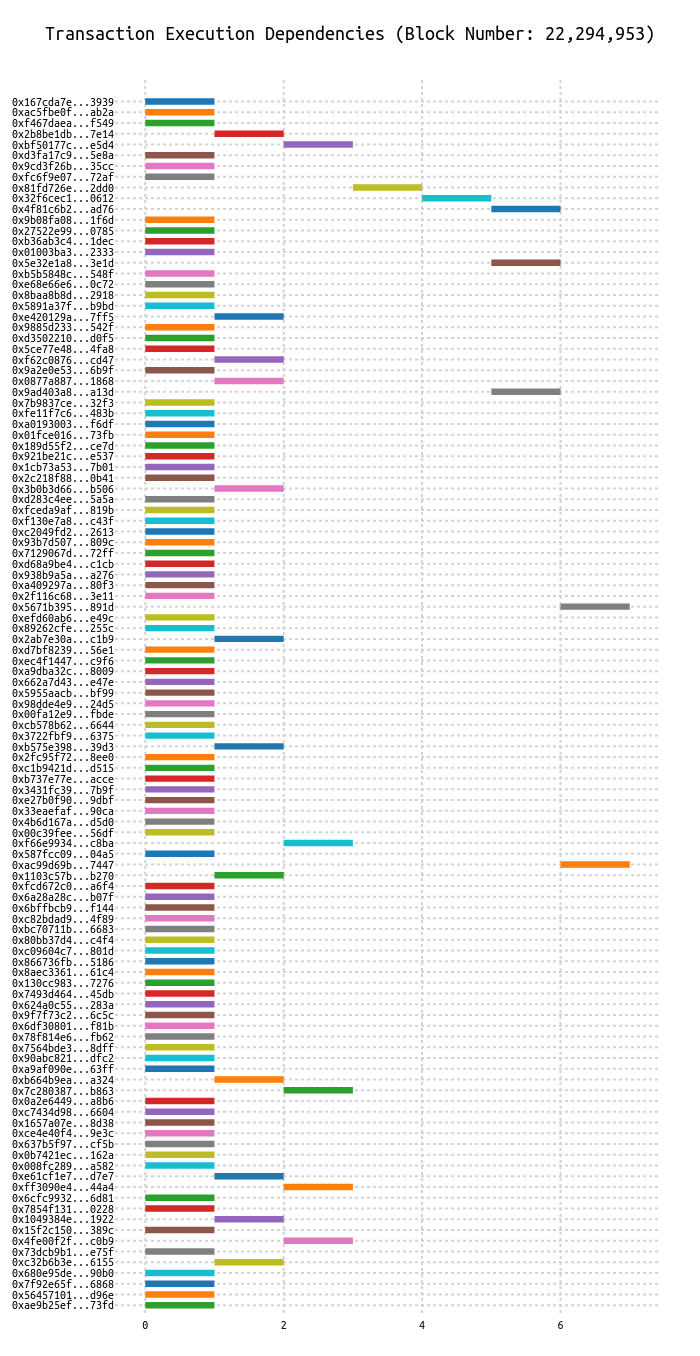 Transaction Execution Dependencies (Block Number: 22,294,953)
0x167cda7e...3939
0xac5fbe0f...ab2a
0xf467daea...f549
0x2b8be1db...7e14
0xbf50177c...e5d4
0xd3fa17c9...5e8a
0x9cd3f26b...35cc
0xfc6f9e07...72af
0x81fd726e...2dd0
0x32f6cec1...0612
0x4f81c6b2...ad76
0x9b08fa08...1f6d
0x27522e99...0785
0xb36ab3c4...1dec
0x01003ba3...2333
0x5e32e1a8...3e1d
0xb5b5848c...548f
0xe68e66e6...0c72
0x8baa8b8d...2918
0x5891a37f...b9bd
0xe420129a...7ff5
0x9885d233...542f
0xd3502210...d0f5
0x5ce77e48...4fa8
0xf62c0876...cd47
0x9a2e0e53...6b9f
0x0877a887...1868
0x9ad403a8...a13d
0x7b9837ce...32f3
0xfe11f7c6...483b
0xa0193003...f6df
0x01fce016...73fb
0x189d55f2...ce7d
0x921be21c...e537
0x1cb73a53...7b01
0x2c218f88...0b41
0x3b0b3d66...b506
0xd283c4ee...5a5a
0xfceda9af...819b
0xf130e7a8...c43f
0xc2049fd2...2613
0x93b7d507...809c
0x7129067d...72ff
0xd68a9be4...c1cb
0x938b9a5a...a276
0xa409297a...80f3
0x2f116c68...3e11
0x5671b395...891d
0xefd60ab6...e49c
0x89262cfe...255c
0x2ab7e30a...c1b9
0xd7bf8239...56e1
0xec4f1447...c9f6
0xa9dba32c...8009
0x662a7d43...e47e
0x5955aacb...bf99
0x98dde4e9...24d5
0x00fa12e9...fbde
0xcb578b62...6644
0x3722fbf9...6375
0xb575e398...39d3
0x2fc95f72...8ee0
0xc1b9421d...d515
0xb737e77e...acce
0x3431fc39...7b9f
0xe27b0f90...9dbf
0x33eaefaf...90ca
0x4b6d167a...d5d0
0x00c39fee...56df
0xf66e9934...c8ba
0x587fcc09...04a5
0xac99d69b...7447
0x1103c57b...b270
0xfcd672c0...a6f4
0x6a28a28c...b07f
0x6bffbcb9...f144
0xc82bdad9...4f89
0xbc70711b...6683
0x80bb37d4...c4f4
0xc09604c7...801d
0x866736fb...5186
0x8aec3361...61c4
0x130cc983...7276
0x7493d464...45db
0x624a0c55...283a
0x9f7f73c2...6c5c
0x6df30801...f81b
0x78f814e6...fb62
0x7564bde3...8dff
0x90abc821...dfc2
0xa9af090e...63ff
0xb664b9ea...a324
0x7c280387...b863
0x0a2e6449...a8b6
0xc7434d98...6604
0x1657a07e...8d38
0xce4e40f4...9e3c
0x637b5f97...cf5b
0x0b7421ec...162a
0x008fc289...a582
0xe61cf1e7...d7e7
0xff3090e4...44a4
0x6cfc9932...6d81
0x7854f131...0228
0x1049384e...1922
0x15f2c150...389c
0x4fe00f2f...c0b9
0x73dcb9b1...e75f
0xc32b6b3e...6155
0x680e95de...90b0
0x7f92e65f...6868
0x56457101...d96e
0xae9b25ef...73fd
0 2 4 6